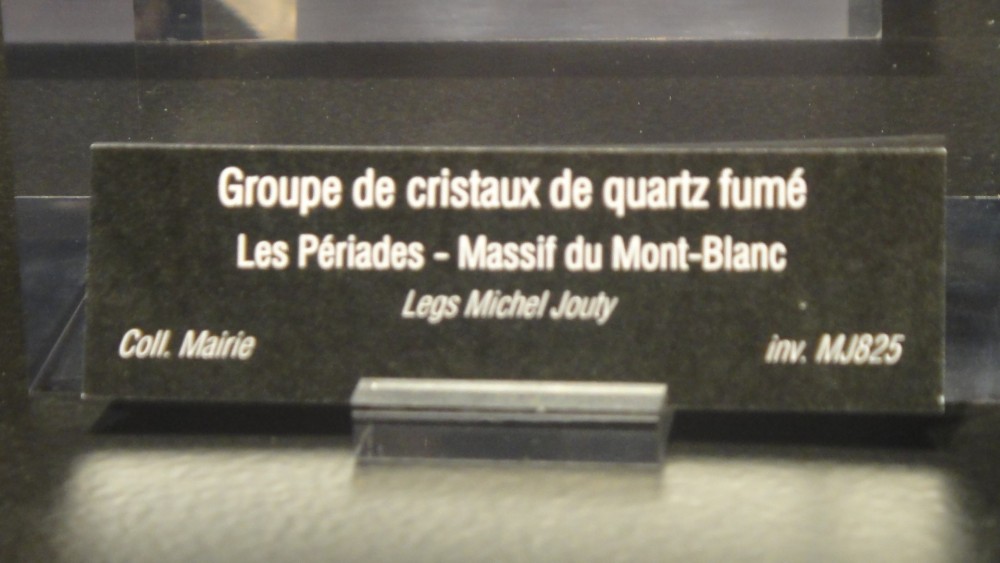 Groupe de cristaux de quartz fumé
Les Périades - Massif du Mont-Blanc
Legs Michel Jouty
Coll. Mairie
inv. MJ825